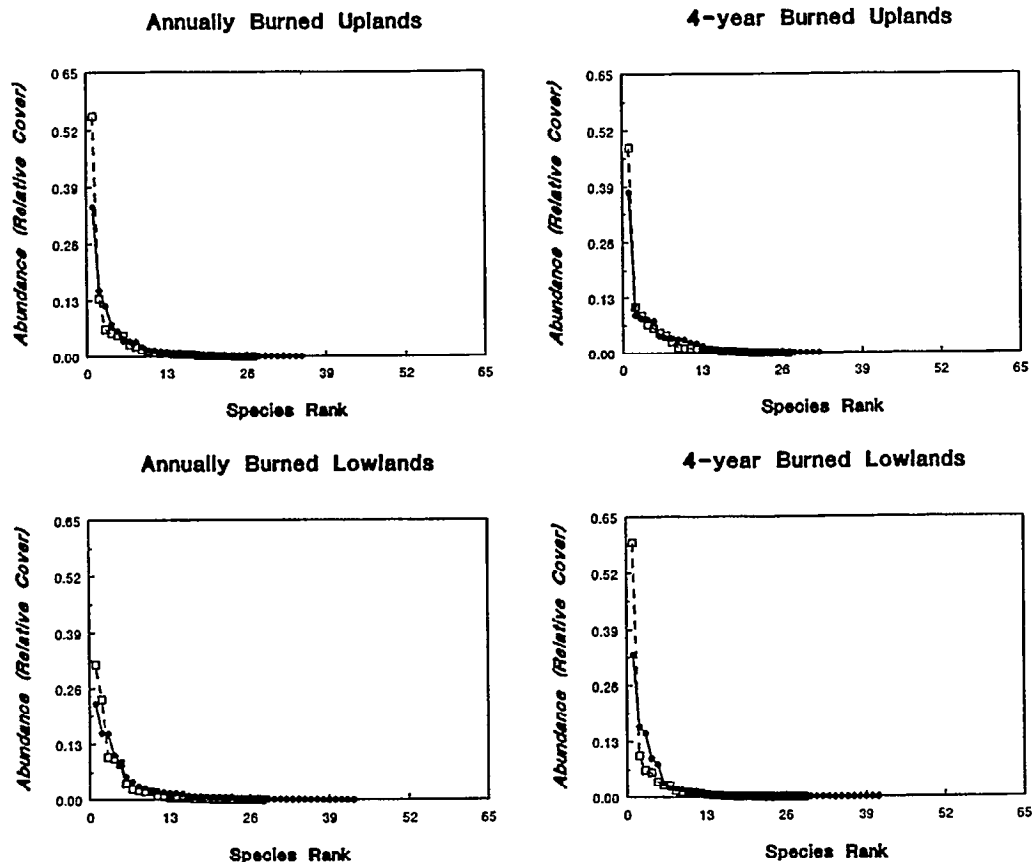 Annually Burned Uplands
Abundance (Relative Cover)
0.65
0.52
0.39
0.26
0.13
0.00
0 13 26 39 52 65
Species Rank
4-year Burned Uplands
Abundance (Relative Cover)
0.65
0.52
0.39
0.26
0.13
0.00
0 13 26 39 52 65
Species Rank
Annually Burned Lowlands
Abundance (Relative Cover)
0.65
0.52
0.39
0.26
0.13
0.00
0 13 26 39 52 65
Species Rank
4-year Burned Lowlands
Abundance (Relative Cover)
0.65
0.52
0.39
0.26
0.13
0.00
0 13 26 39 52 65
Species Rank